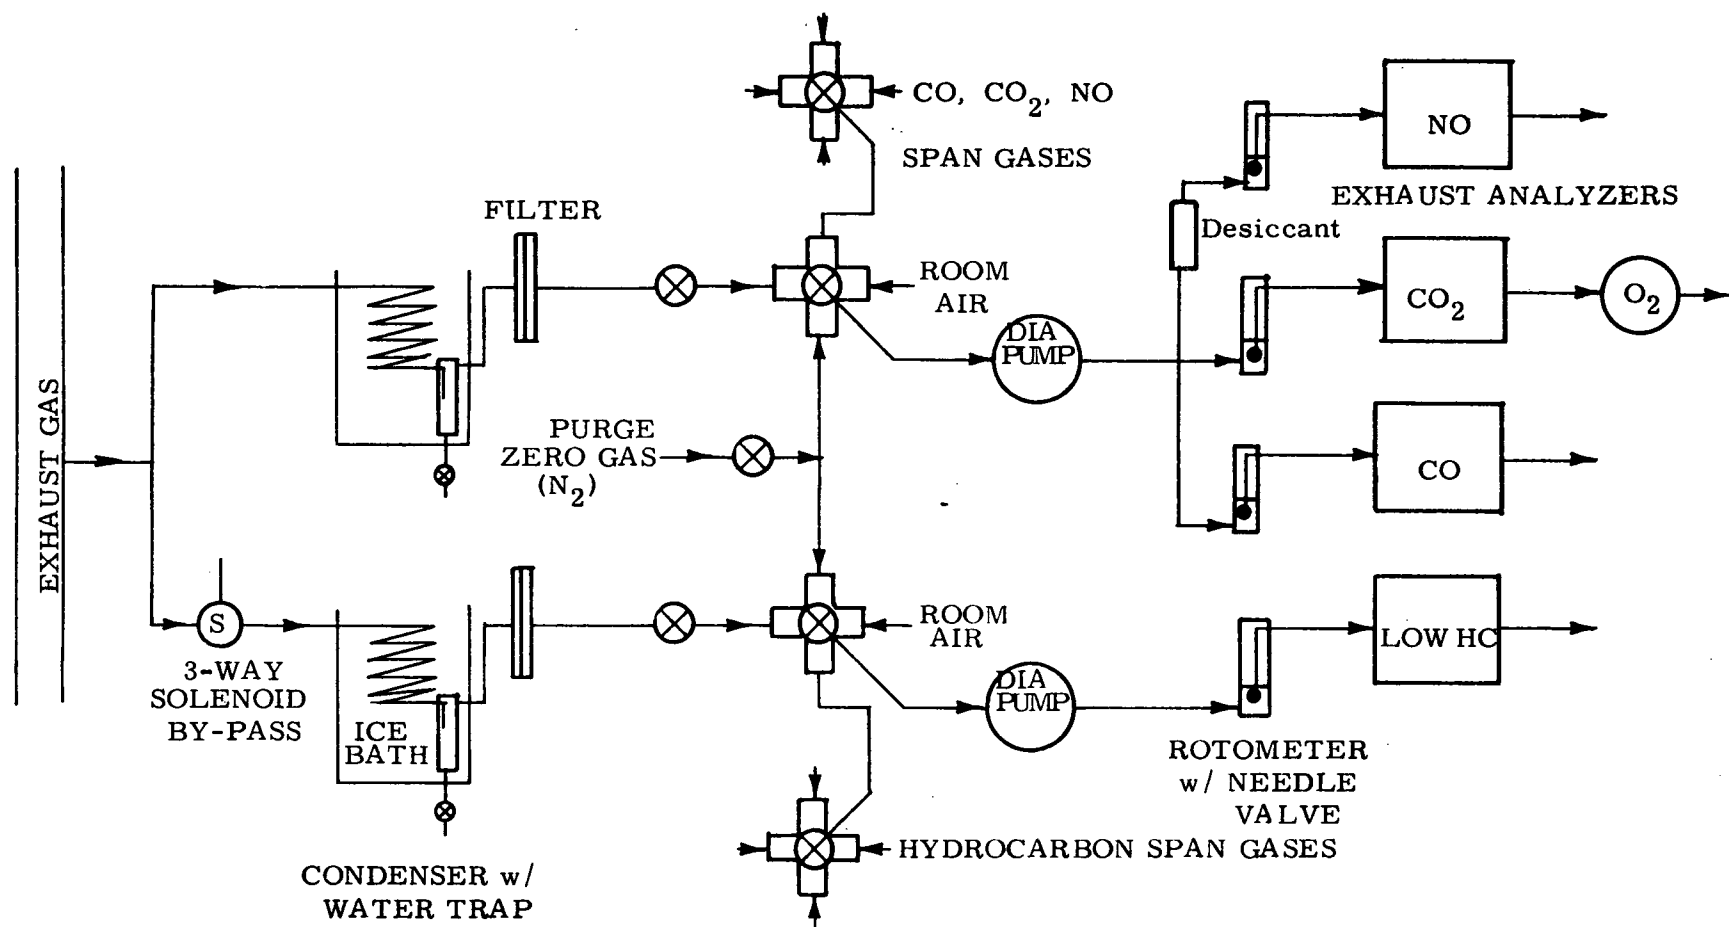 CO, CO2, NO
SPAN GASES
NO
EXHAUST ANALYZERS
FILTER
Desiccant
ROOM
AIR
CO2
O2
DIA
PUMP
EXHAUST GAS
PURGE
ZERO GAS
(N2)
CO
S
3-WAY
SOLENOID
BY-PASS
ICE
BATH
ROOM
AIR
LOW HC
DIA
PUMP
ROTOMETER
w/ NEEDLE
VALVE
HYDROCARBON SPAN GASES
CONDENSER w/
WATER TRAP